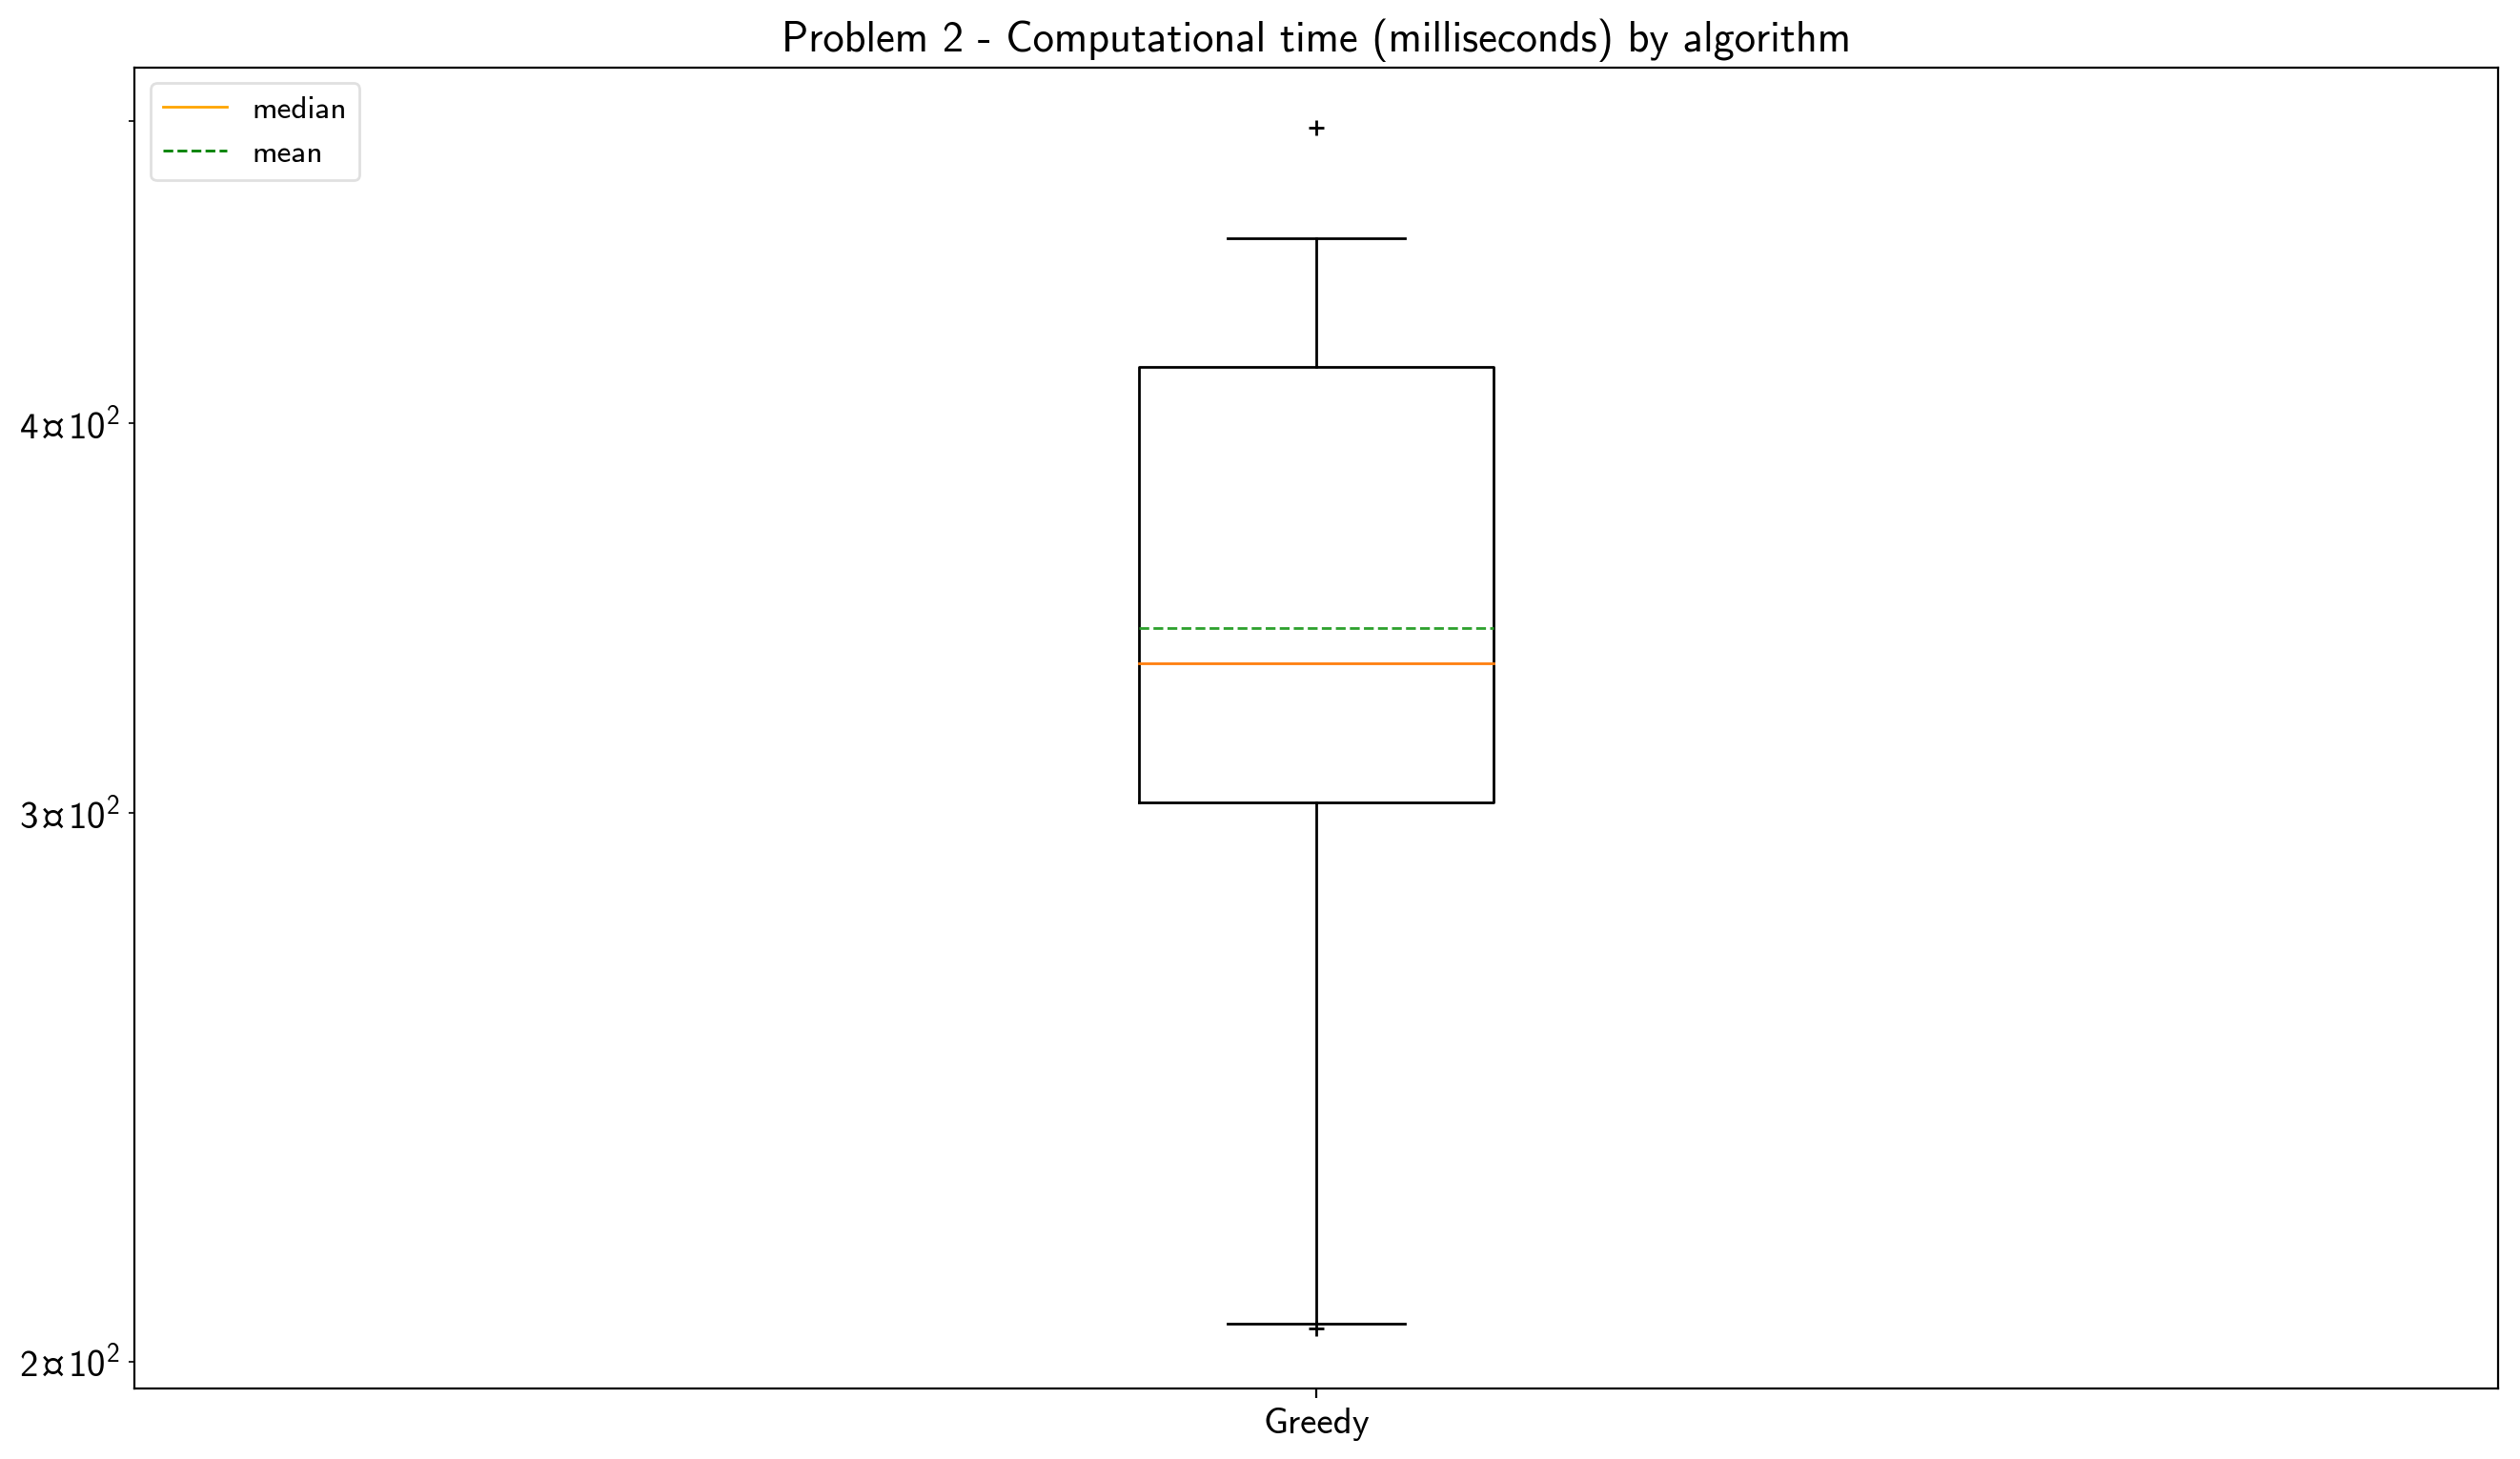 Problem 2 - Computational time (milliseconds) by algorithm
median
mean
4¤10²
3¤10²
2¤10²
Greedy